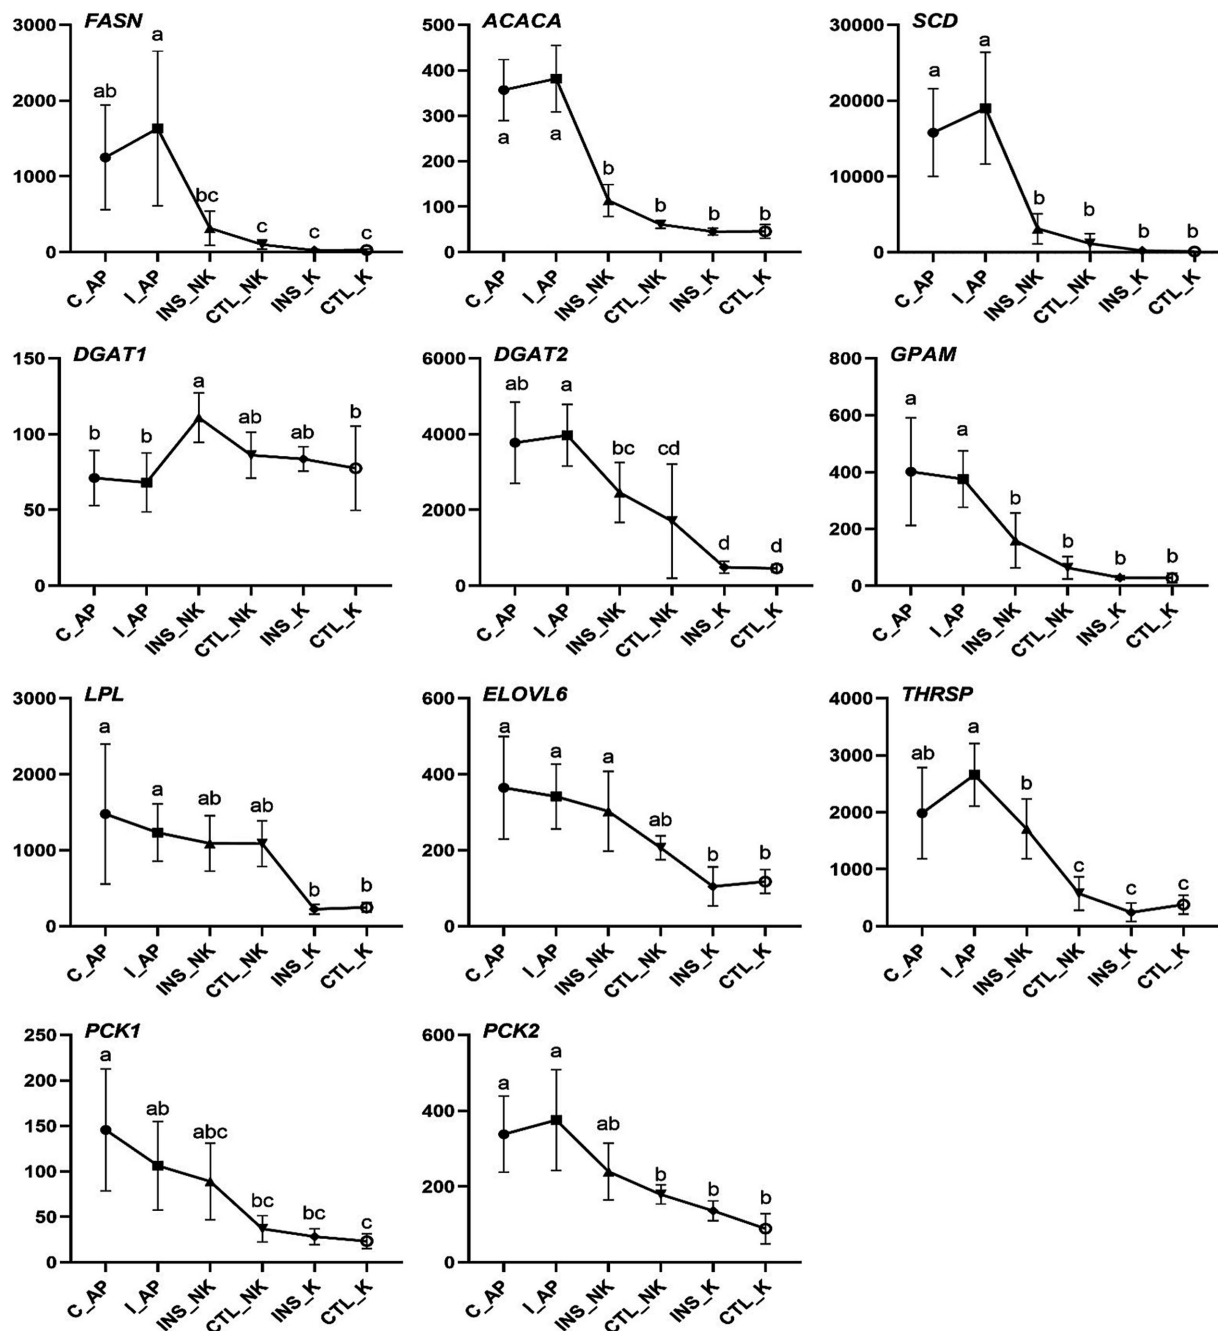 FASN
3000
2000
1000
0
ab
a
bc
c
c
c
C_AP
I_AP
INS_NK
CTL_NK
INS_K
CTL_K
ACACA
500
400
300
200
100
0
a
a
b
b
b
b
C_AP
I_AP
INS_NK
CTL_NK
INS_K
CTL_K
SCD
30000
20000
10000
0
a
a
b
b
b
b
C_AP
I_AP
INS_NK
CTL_NK
INS_K
CTL_K
DGAT1
150
100
50
0
b
b
a
ab
ab
b
C_AP
I_AP
INS_NK
CTL_NK
INS_K
CTL_K
DGAT2
6000
4000
2000
0
ab
a
bc
cd
d
d
C_AP
I_AP
INS_NK
CTL_NK
INS_K
CTL_K
GPAM
800
600
400
200
0
a
a
b
b
b
b
C_AP
I_AP
INS_NK
CTL_NK
INS_K
CTL_K
LPL
3000
2000
1000
0
a
a
ab
ab
b
b
C_AP
I_AP
INS_NK
CTL_NK
INS_K
CTL_K
ELOVL6
600
400
200
0
a
a
a
ab
b
b
C_AP
I_AP
INS_NK
CTL_NK
INS_K
CTL_K
THRSP
4000
3000
2000
1000
0
ab
a
b
c
c
c
C_AP
I_AP
INS_NK
CTL_NK
INS_K
CTL_K
PCK1
250
200
150
100
50
0
a
ab
abc
bc
bc
c
C_AP
I_AP
INS_NK
CTL_NK
INS_K
CTL_K
PCK2
600
400
200
0
a
a
ab
b
b
b
C_AP
I_AP
INS_NK
CTL_NK
INS_K
CTL_K